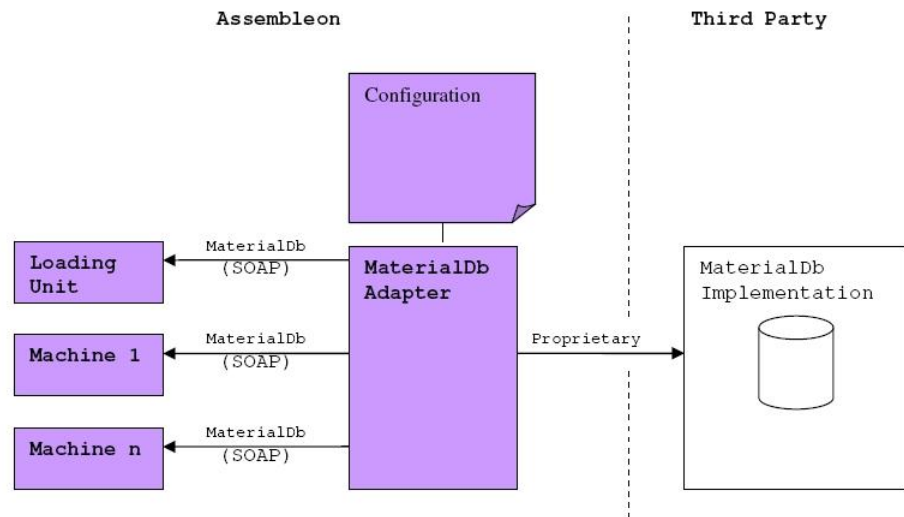 Assembleon
Third Party
Configuration
MaterialDb
(SOAP)
Loading
Unit
MaterialDb
Adapter
MaterialDb
Implementation
MaterialDb
(SOAP)
Machine 1
Proprietary
MaterialDb
(SOAP)
Machine n